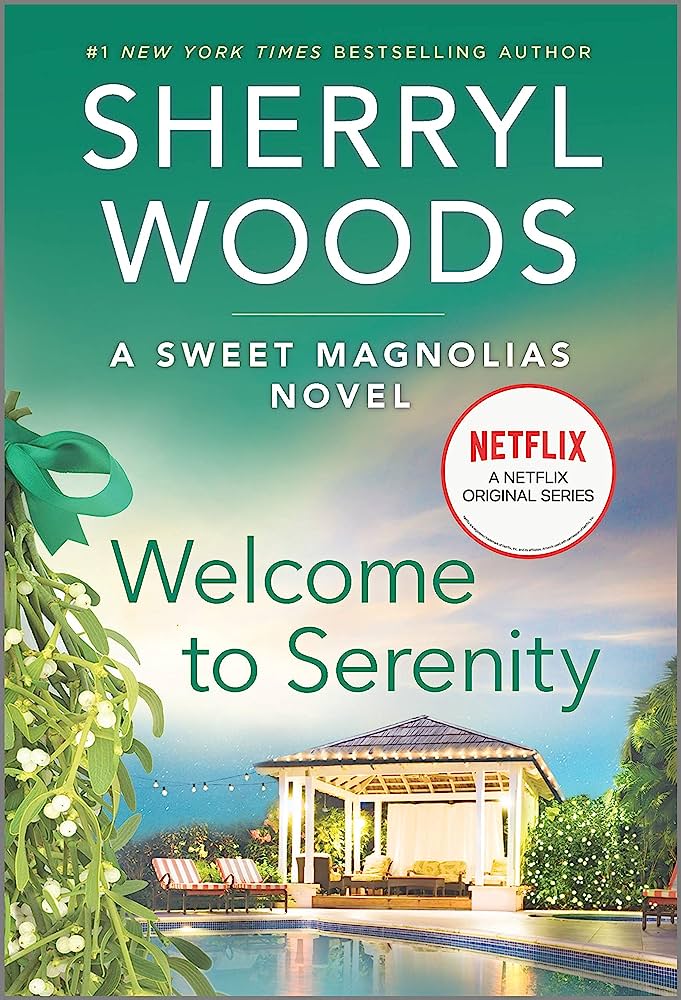 #1 NEW YORK TIMES BESTSELLING AUTHOR
SHERRYL
WOODS
A SWEET MAGNOLIAS
NOVEL
NETFLIX
A NETFLIX
ORIGINAL SERIES
Welcome
to Serenity